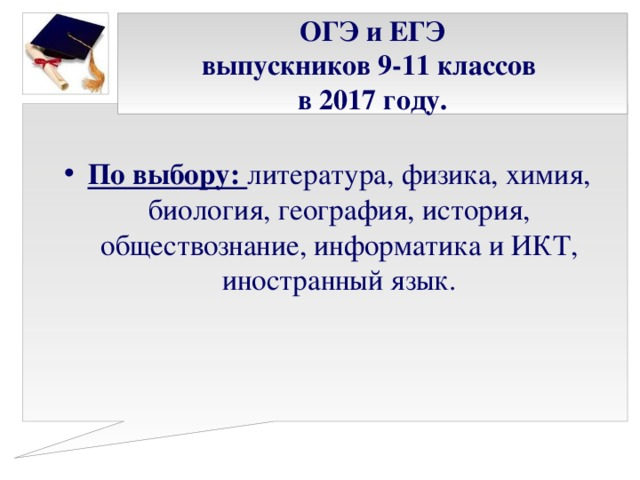 ОГЭ и ЕГЭ
выпускников 9-11 классов
в 2017 году.
• По выбору: литература, физика, химия,
биология, география, история,
обществознание, информатика и ИКТ,
иностранный язык.